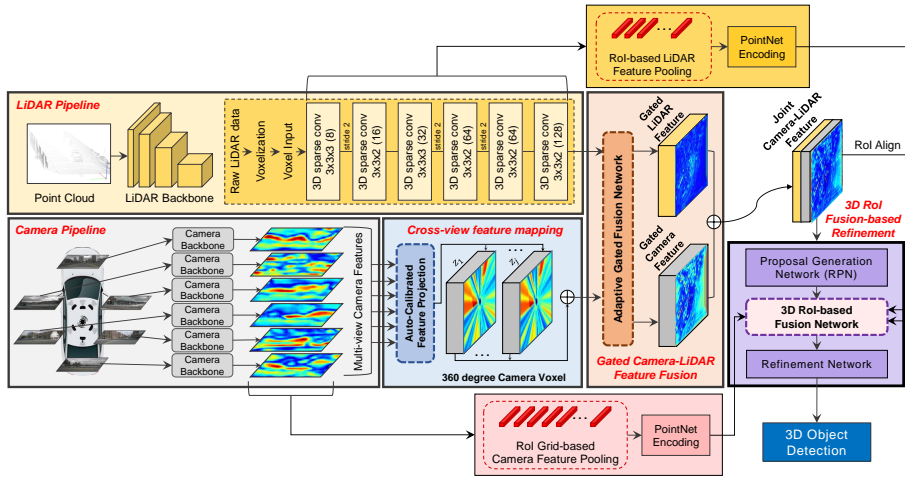 RoI-based LiDAR
Feature Pooling
PointNet
Encoding
LiDAR Pipeline
Point Cloud
LiDAR Backbone
Raw LiDAR data
Voxelization
Voxel Input
3D sparse conv
3x3x3 (8)
stride 2
3D sparse conv
3x3x2 (16)
3D sparse conv
3x3x3 (32)
stride 2
3D sparse conv
3x3x2 (64)
stride 2
3D sparse conv
3x3x2 (64)
3D sparse conv
3x3x2 (128)
Gated
LiDAR
Feature
Adaptive Gated Fusion Network
Gated
Camera
Feature
Gated Camera-LiDAR
Feature Fusion
Joint
Camera-LiDAR
Feature
RoI Align
3D RoI
Fusion-based
Refinement
Camera Pipeline
Camera
Backbone
Camera
Backbone
Camera
Backbone
Camera
Backbone
Camera
Backbone
Camera
Backbone
Multi-view Camera Features
Cross-view feature mapping
Auto-Calibrated
Feature Projection
360 degree Camera Voxel
Proposal Generation
Network (RPN)
3D RoI-based
Fusion Network
Refinement Network
3D Object
Detection
RoI Grid-based
Camera Feature Pooling
PointNet
Encoding